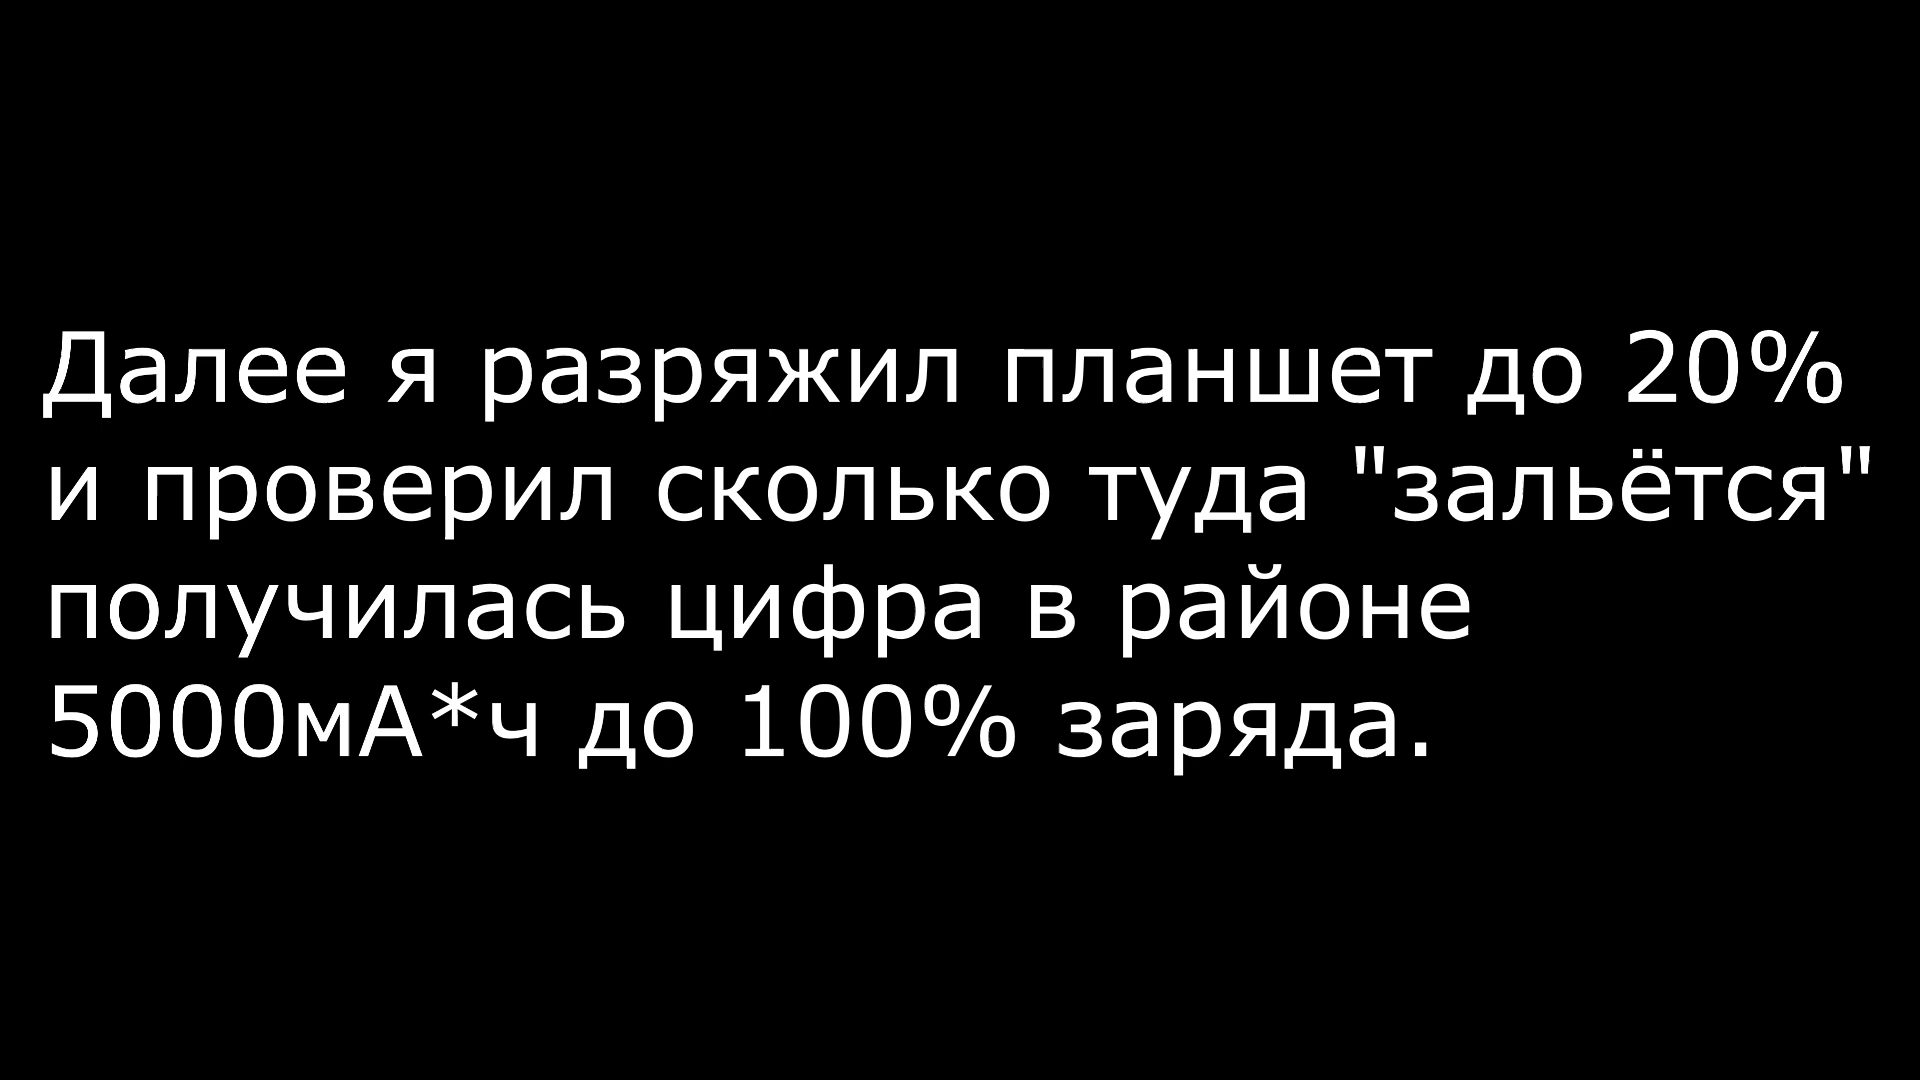 Далее я разряжил планшет до 20%
и проверил сколько туда "зальётся"
получилась цифра в районе
5000мА*ч до 100% заряда.